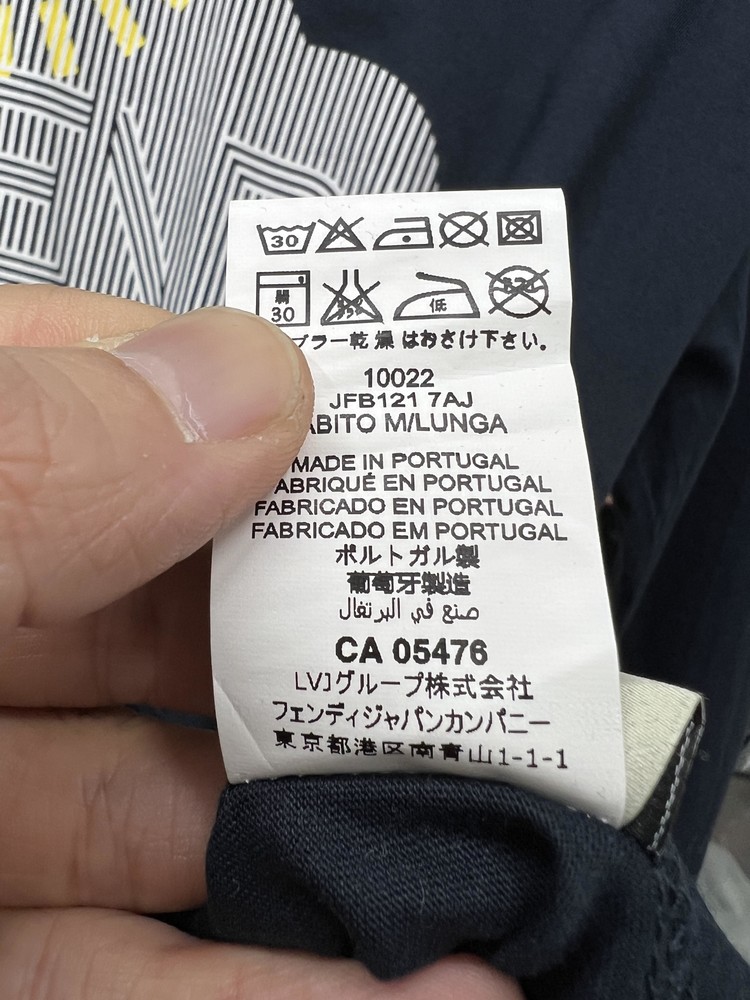 30
弱
30
低
ブラー乾燥はおさけ下さい。
10022
JFB121 7AJ
ABITO M/LUNGA
MADE IN PORTUGAL
FABRIQUÉ EN PORTUGAL
FABRICADO EN PORTUGAL
FABRICADO EM PORTUGAL
ポルトガル製
葡萄牙製造
صنع في البرتغال
CA 05476
LVJグループ株式会社
フェンディジャパンカンパニー
東京都港区南青山1-1-1